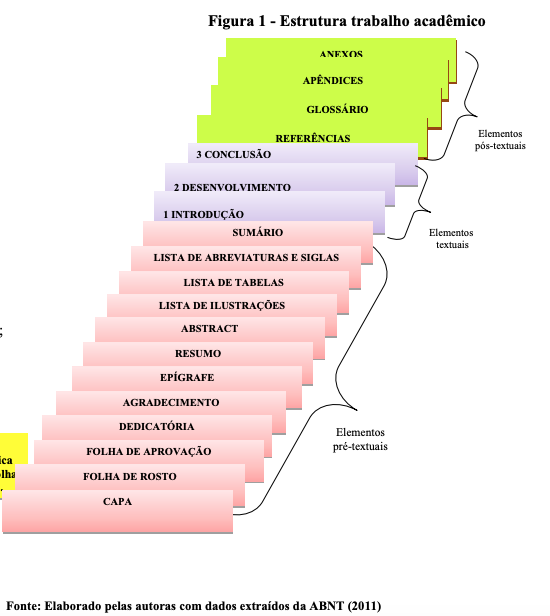 Figura 1 - Estrutura trabalho acadêmico
ANEXOS
APÊNDICES
GLOSSÁRIO
REFERÊNCIAS
Elementos
pós-textuais
3 CONCLUSÃO
2 DESENVOLVIMENTO
1 INTRODUÇÃO
Elementos
textuais
SUMÁRIO
LISTA DE ABREVIATURAS E SIGLAS
LISTA DE TABELAS
LISTA DE ILUSTRAÇÕES
;
ABSTRACT
RESUMO
EPÍGRAFE
AGRADECIMENTO
DEDICATÓRIA
FOLHA DE APROVAÇÃO
FOLHA DE ROSTO
CAPA
Elementos
pré-textuais
ica
olha
Fonte: Elaborado pelas autoras com dados extraídos da ABNT (2011)